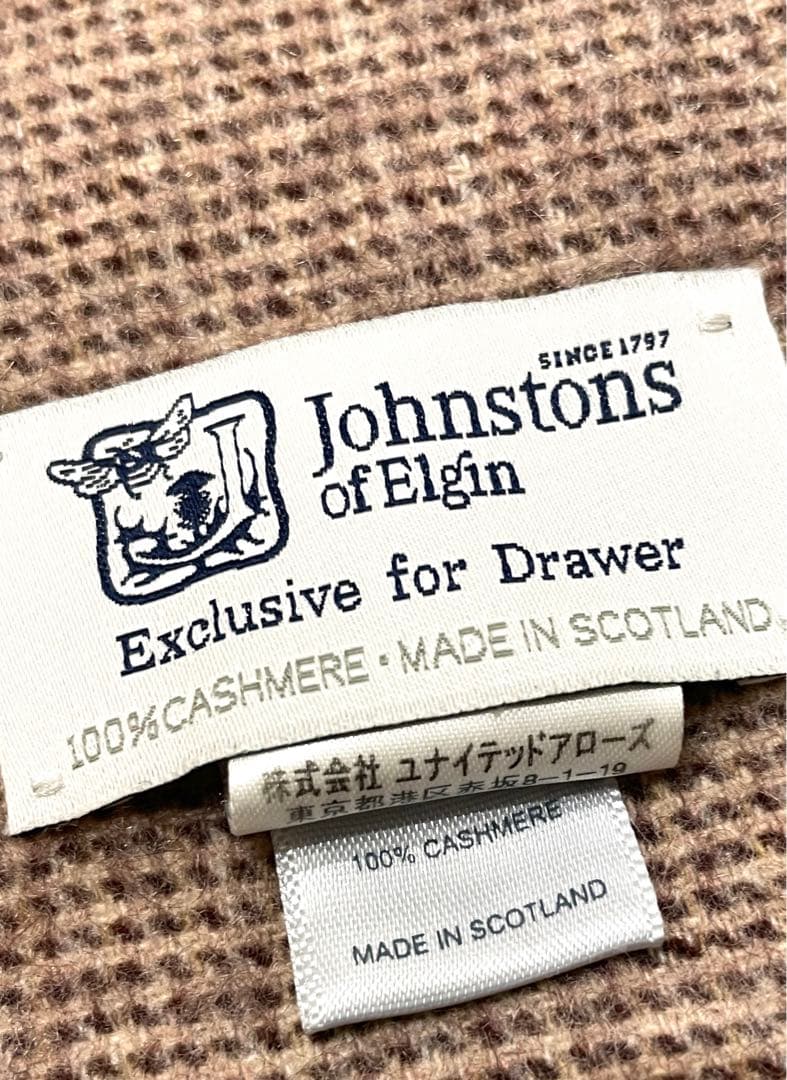 SINCE 1797
Johnstons
of Elgin
Exclusive for Drawer
100% CASHMERE • MADE IN SCOTLAND
株式会社 ユナイテッドアローズ
東京都港区赤坂8-1-19
100% CASHMERE
MADE IN SCOTLAND